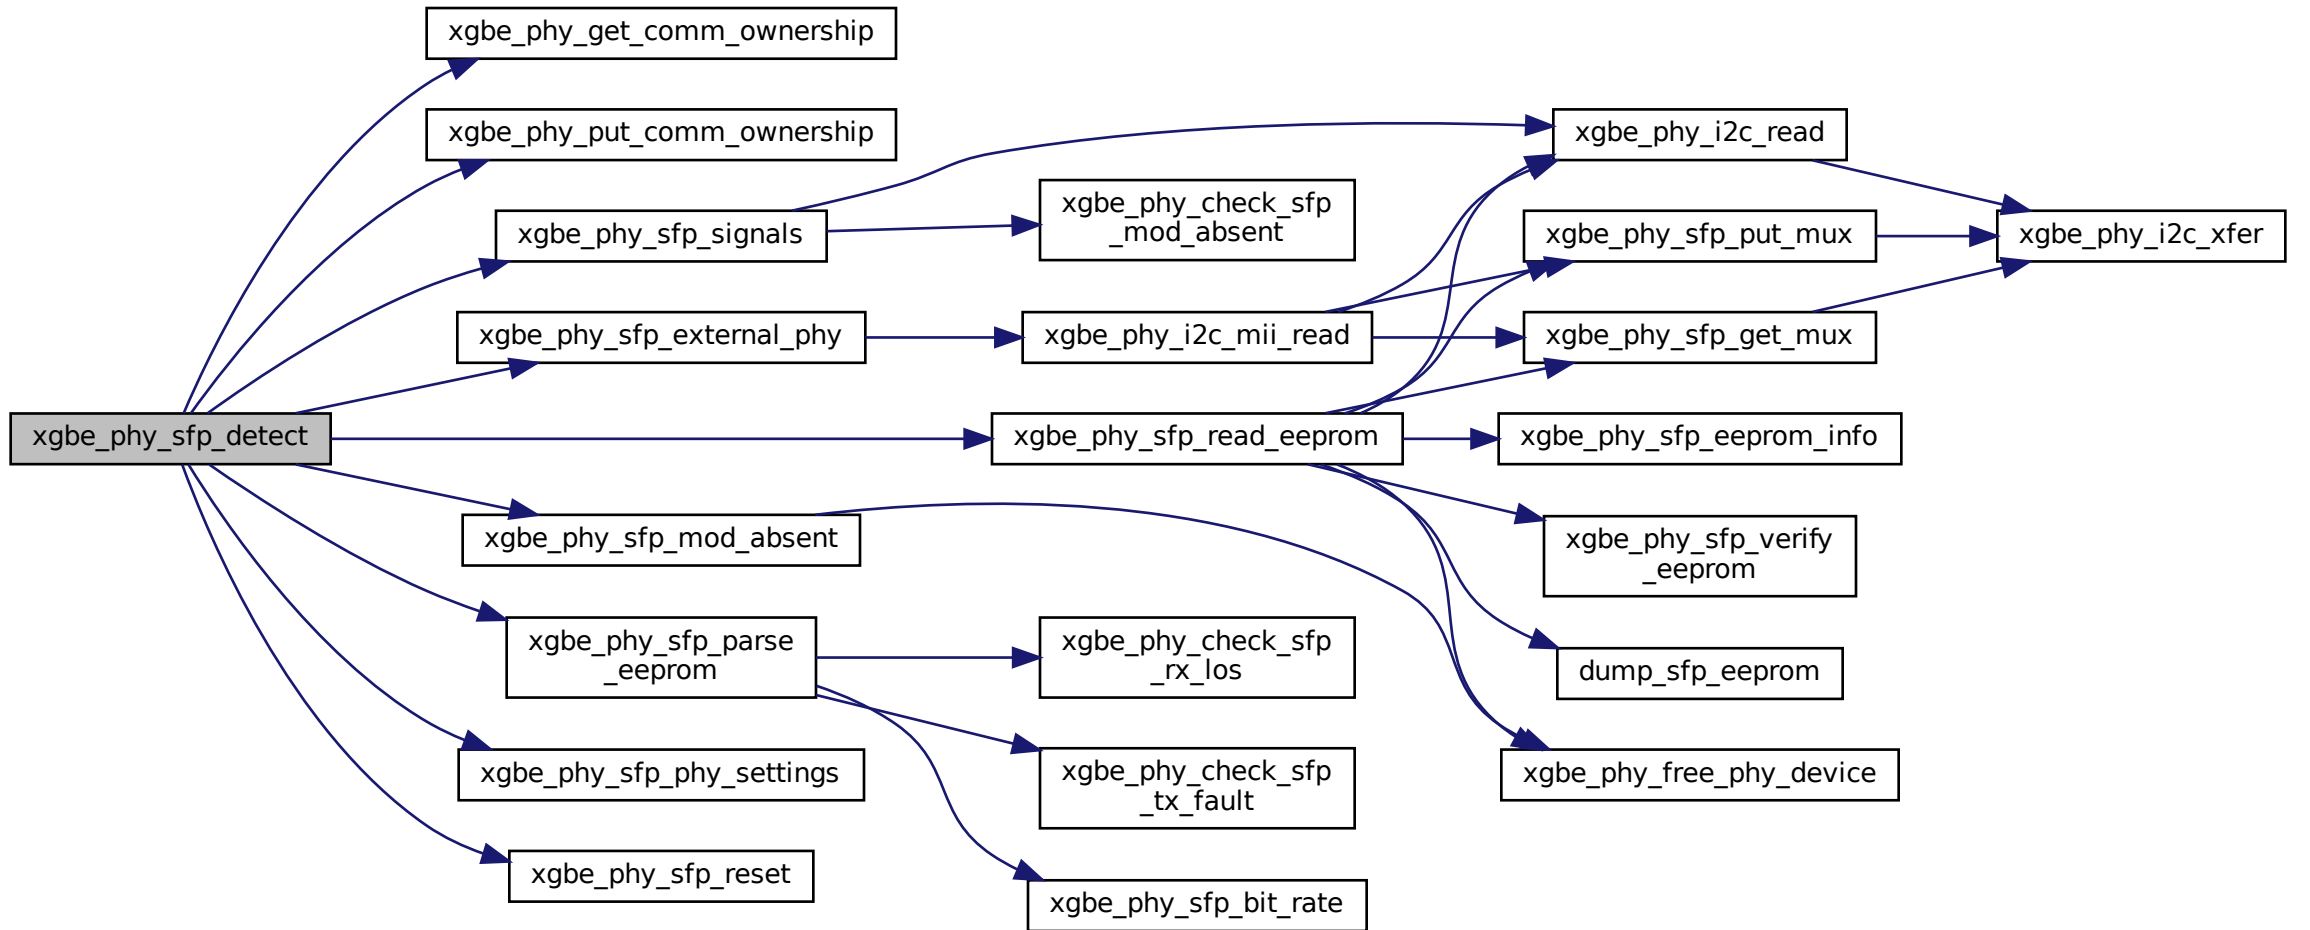 xgbe_phy_get_comm_ownership
xgbe_phy_put_comm_ownership
xgbe_phy_i2c_read
xgbe_phy_check_sfp
_mod_absent
xgbe_phy_sfp_signals
xgbe_phy_sfp_put_mux
xgbe_phy_i2c_xfer
xgbe_phy_sfp_external_phy
xgbe_phy_i2c_mii_read
xgbe_phy_sfp_get_mux
xgbe_phy_sfp_detect
xgbe_phy_sfp_read_eeprom
xgbe_phy_sfp_eeprom_info
xgbe_phy_sfp_mod_absent
xgbe_phy_sfp_verify
_eeprom
xgbe_phy_sfp_parse
_eeprom
xgbe_phy_check_sfp
_rx_los
dump_sfp_eeprom
xgbe_phy_sfp_phy_settings
xgbe_phy_check_sfp
_tx_fault
xgbe_phy_free_phy_device
xgbe_phy_sfp_reset
xgbe_phy_sfp_bit_rate